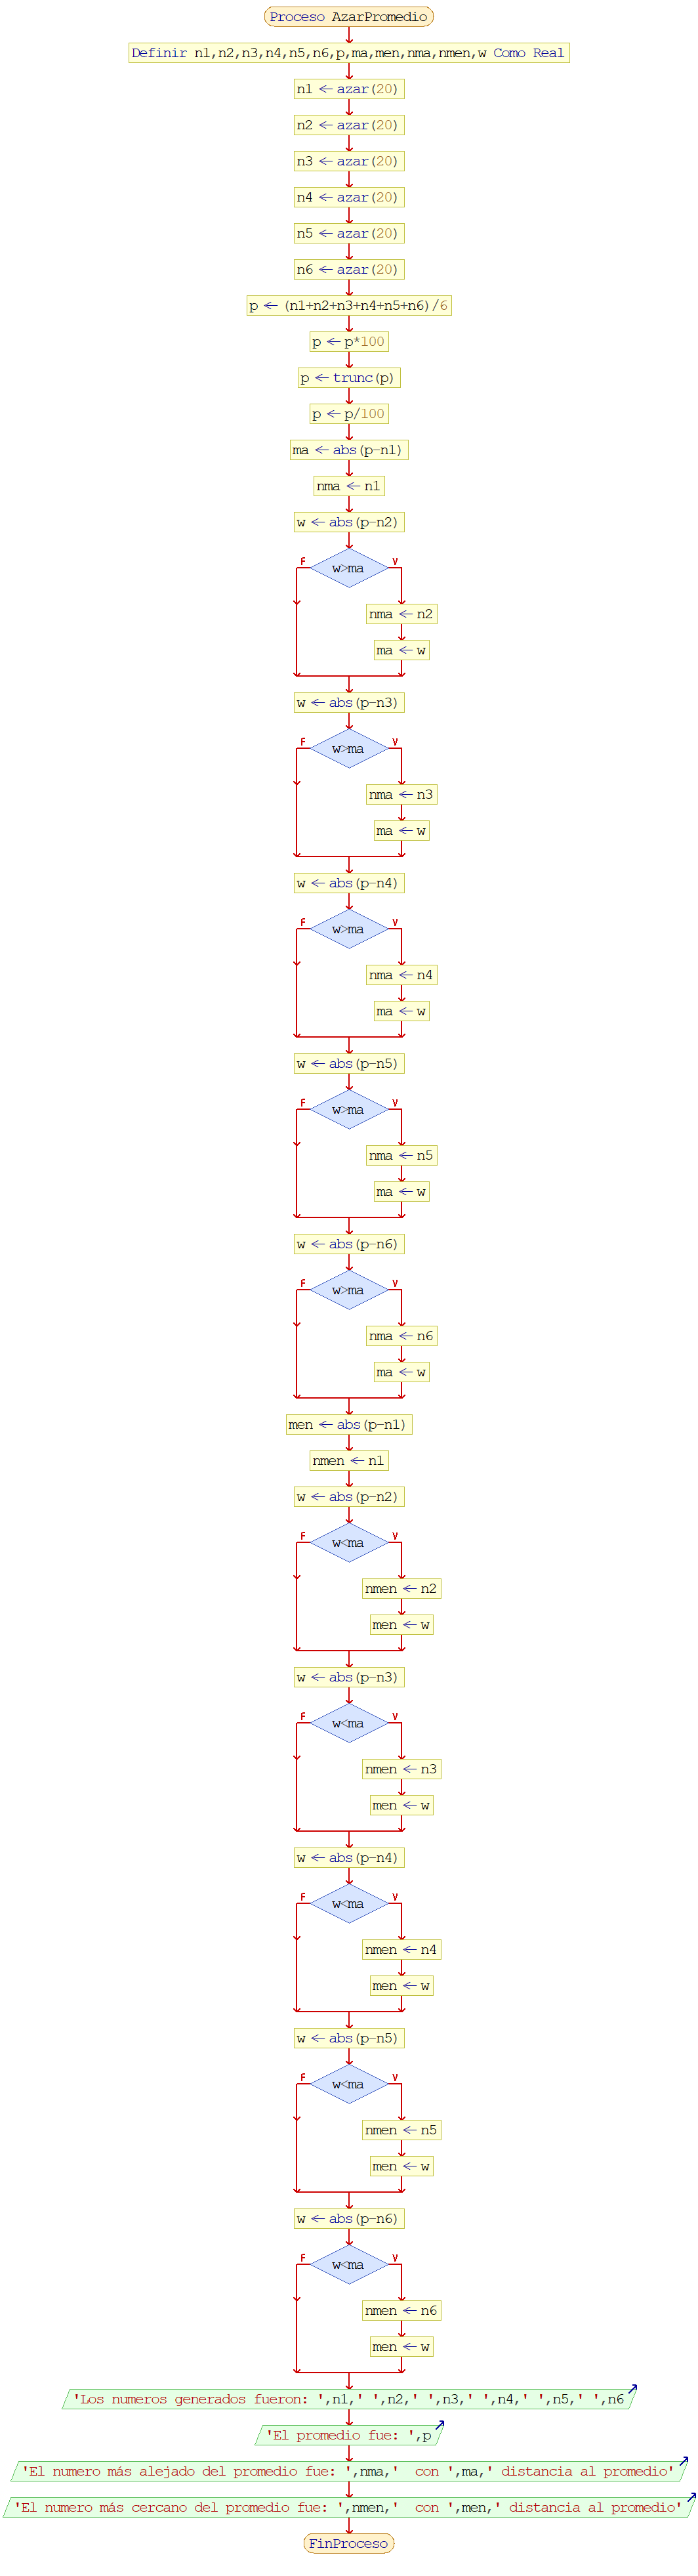 Proceso AzarPromedio
Definir n1,n2,n3,n4,n5,n6,p,ma,men,nma,nmen,w Como Real
n1 ← azar(20)
n2 ← azar(20)
n3 ← azar(20)
n4 ← azar(20)
n5 ← azar(20)
n6 ← azar(20)
p ← (n1+n2+n3+n4+n5+n6)/6
p ← p*100
p ← trunc(p)
p ← p/100
ma ← abs(p-n1)
nma ← n1
w ← abs(p-n2)
F w>ma V
nma ← n2
ma ← w
w ← abs(p-n3)
F w>ma V
nma ← n3
ma ← w
w ← abs(p-n4)
F w>ma V
nma ← n4
ma ← w
w ← abs(p-n5)
F w>ma V
nma ← n5
ma ← w
w ← abs(p-n6)
F w>ma V
nma ← n6
ma ← w
men ← abs(p-n1)
nmen ← n1
w ← abs(p-n2)
F w<ma V
nmen ← n2
men ← w
w ← abs(p-n3)
F w<ma V
nmen ← n3
men ← w
w ← abs(p-n4)
F w<ma V
nmen ← n4
men ← w
w ← abs(p-n5)
F w<ma V
nmen ← n5
men ← w
w ← abs(p-n6)
F w<ma V
nmen ← n6
men ← w
'Los numeros generados fueron: ',n1,' ',n2,' ',n3,' ',n4,' ',n5,' ',n6
'El promedio fue: ',p
'El numero más alejado del promedio fue: ',nma,'  con ',ma,' distancia al promedio'
'El numero más cercano del promedio fue: ',nmen,'  con ',men,' distancia al promedio'
FinProceso